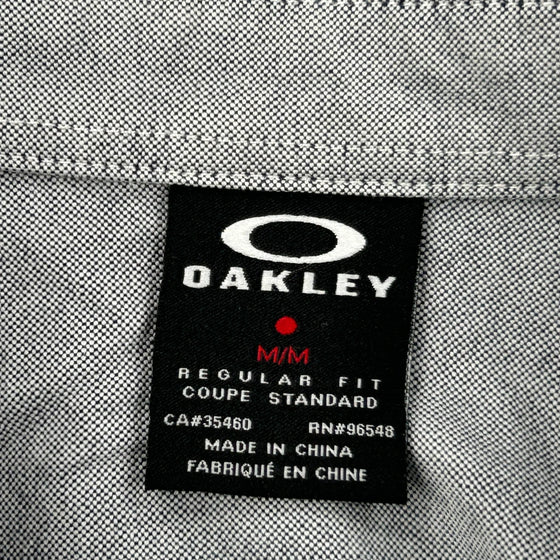 OAKLEY
M/M
REGULAR FIT
COUPE STANDARD
CA#35460 RN#96548
MADE IN CHINA
FABRIQUÉ EN CHINE